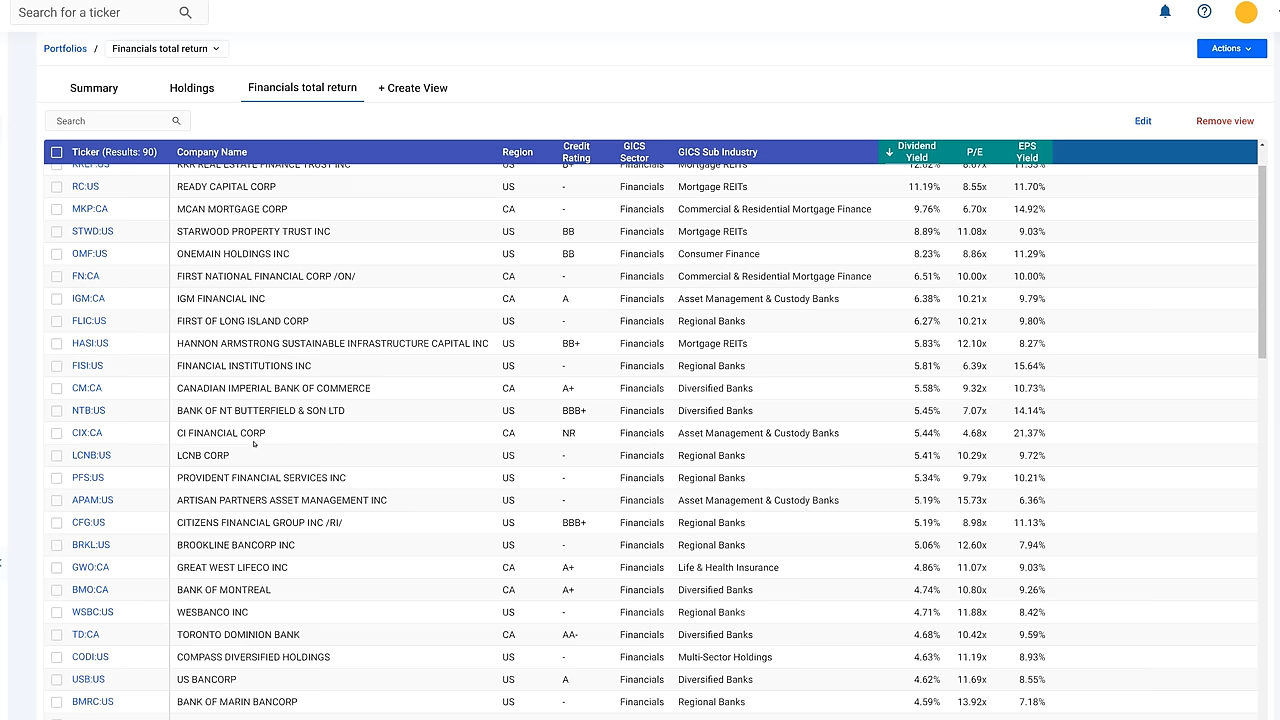 Search for a ticker
Portfolios / Financials total return Actions
Summary Holdings Financials total return + Create View
Search Edit Remove view
Ticker (Results: 90) Company Name Region Credit Rating GICS Sector GICS Sub Industry Dividend Yield P/E EPS Yield
RC:US READY CAPITAL CORP US - Financials Mortgage REITs 11.19% 8.55x 11.70%
MKP:CA MCAN MORTGAGE CORP CA - Financials Commercial & Residential Mortgage Finance 9.76% 6.70x 14.92%
STWD:US STARWOOD PROPERTY TRUST INC US BB Financials Mortgage REITs 8.89% 11.08x 9.03%
OMF:US ONEMAIN HOLDINGS INC US BB Financials Consumer Finance 8.23% 8.86x 11.29%
FN:CA FIRST NATIONAL FINANCIAL CORP /ON/ CA - Financials Commercial & Residential Mortgage Finance 6.51% 10.00x 10.00%
IGM:CA IGM FINANCIAL INC CA A Financials Asset Management & Custody Banks 6.38% 10.21x 9.79%
FLIC:US FIRST OF LONG ISLAND CORP US - Financials Regional Banks 6.27% 10.21x 9.80%
HASI:US HANNON ARMSTRONG SUSTAINABLE INFRASTRUCTURE CAPITAL INC US BB+ Financials Mortgage REITs 5.83% 12.10x 8.27%
FISI:US FINANCIAL INSTITUTIONS INC US - Financials Regional Banks 5.81% 6.39x 15.64%
CM:CA CANADIAN IMPERIAL BANK OF COMMERCE CA A+ Financials Diversified Banks 5.58% 9.32x 10.73%
NTB:US BANK OF NT BUTTERFIELD & SON LTD US BBB+ Financials Diversified Banks 5.45% 7.07x 14.14%
CIX:CA CI FINANCIAL CORP CA NR Financials Asset Management & Custody Banks 5.44% 4.68x 21.37%
LCNB:US LCNB CORP US - Financials Regional Banks 5.41% 10.29x 9.72%
PFS:US PROVIDENT FINANCIAL SERVICES INC US - Financials Regional Banks 5.34% 9.79x 10.21%
APAM:US ARTISAN PARTNERS ASSET MANAGEMENT INC US - Financials Asset Management & Custody Banks 5.19% 15.73x 6.36%
CFG:US CITIZENS FINANCIAL GROUP INC /RI/ US BBB+ Financials Regional Banks 5.19% 8.98x 11.13%
BRKL:US BROOKLINE BANCORP INC US - Financials Regional Banks 5.06% 12.60x 7.94%
GWO:CA GREAT WEST LIFECO INC CA A+ Financials Life & Health Insurance 4.86% 11.07x 9.03%
BMO:CA BANK OF MONTREAL CA A+ Financials Diversified Banks 4.74% 10.80x 9.26%
WSBC:US WESBANCO INC US - Financials Regional Banks 4.71% 11.88x 8.42%
TD:CA TORONTO DOMINION BANK CA AA- Financials Diversified Banks 4.68% 10.42x 9.59%
CODI:US COMPASS DIVERSIFIED HOLDINGS US - Financials Multi-Sector Holdings 4.63% 11.19x 8.93%
USB:US US BANCORP US A Financials Regional Banks 4.62% 11.69x 8.55%
BMRC:US BANK OF MARIN BANCORP US - Financials Regional Banks 4.59% 13.92x 7.18%